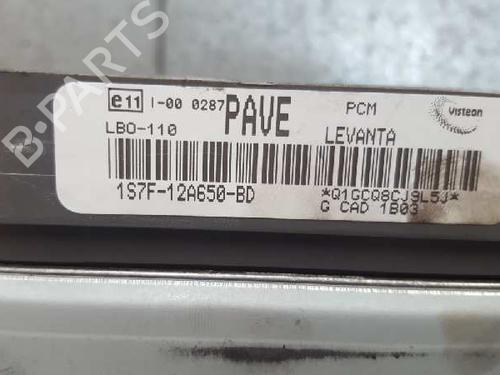 e11 I-00 0287 PAVE PCM Visteon
LBO-110 LEVANTA
1S7F-12A650-BD *Q1GCQ8CJ9L5J*
G CAD 1B03
B-PARTS